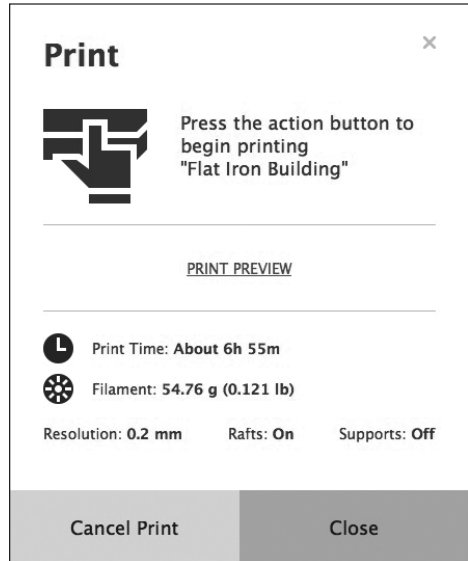 Print
Press the action button to
begin printing
"Flat Iron Building"
PRINT PREVIEW
Print Time: About 6h 55m
Filament: 54.76 g (0.121 lb)
Resolution: 0.2 mm Rafts: On Supports: Off
Cancel Print Close